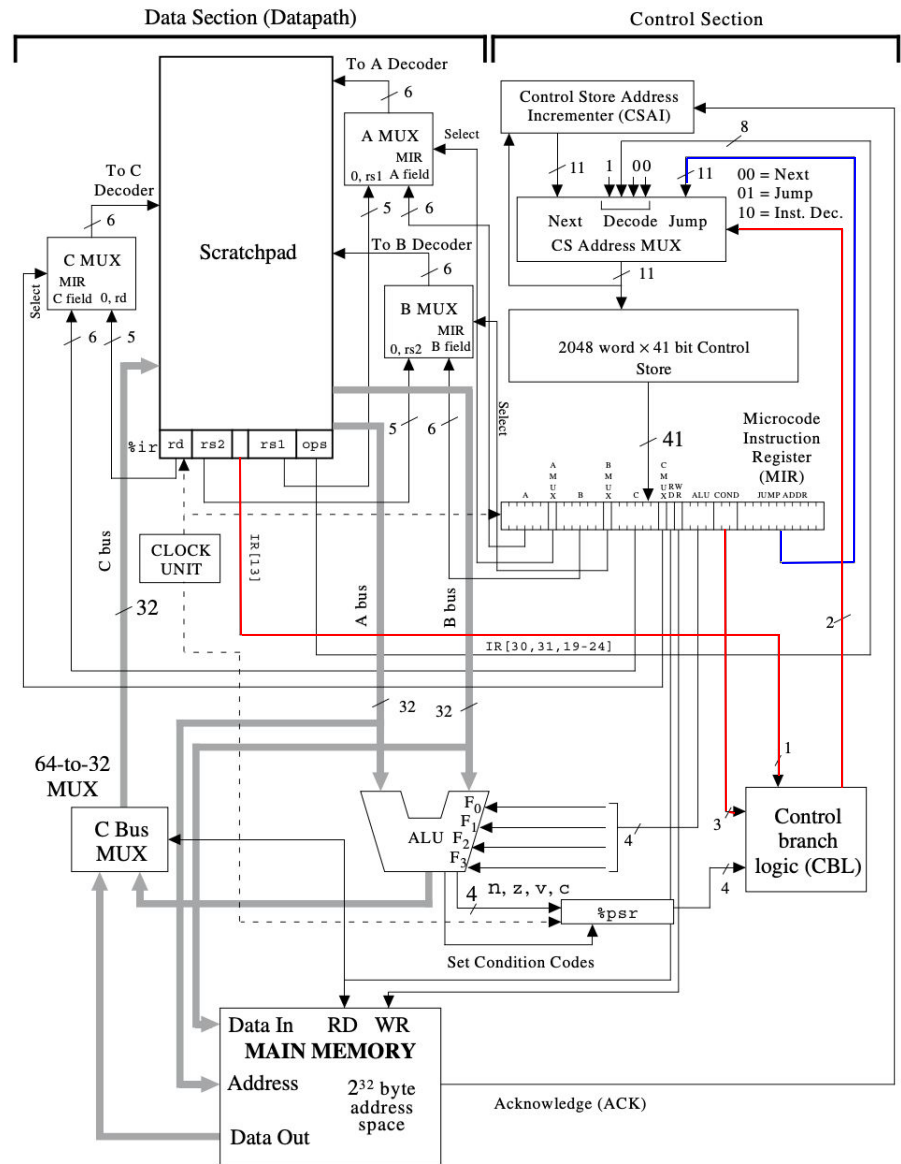 Data Section (Datapath)
Control Section
To A Decoder
6
A MUX
MIR
0, rs1
A field
5
6
Select
Control Store Address
Incrementer (CSAI)
8
11
1
00
11
00 = Next
01 = Jump
10 = Inst. Dec.
Next
Decode
Jump
CS Address MUX
11
To C
Decoder
6
C MUX
MIR
C field
0, rd
Select
6
5
Scratchpad
To B Decoder
6
B MUX
MIR
0, rs2
B field
5
6
Select
2048 word × 41 bit Control
Store
41
Microcode
Instruction
Register
(MIR)
%ir
rd
rs2
rs1
ops
A
AMUX
B
BMUX
C
CMUX
RD
WR
ALU
COND
JUMP ADDR
C bus
CLOCK
UNIT
IR[13]
A bus
B bus
32
IR[30,31,19-24]
2
32
32
64-to-32
MUX
C Bus
MUX
ALU
F0
F1
F2
F3
4
1
3
Control
branch
logic (CBL)
4
n, z, v, c
4
%psr
Set Condition Codes
Data In
RD
WR
MAIN MEMORY
Address
2^32 byte
address
space
Data Out
Acknowledge (ACK)